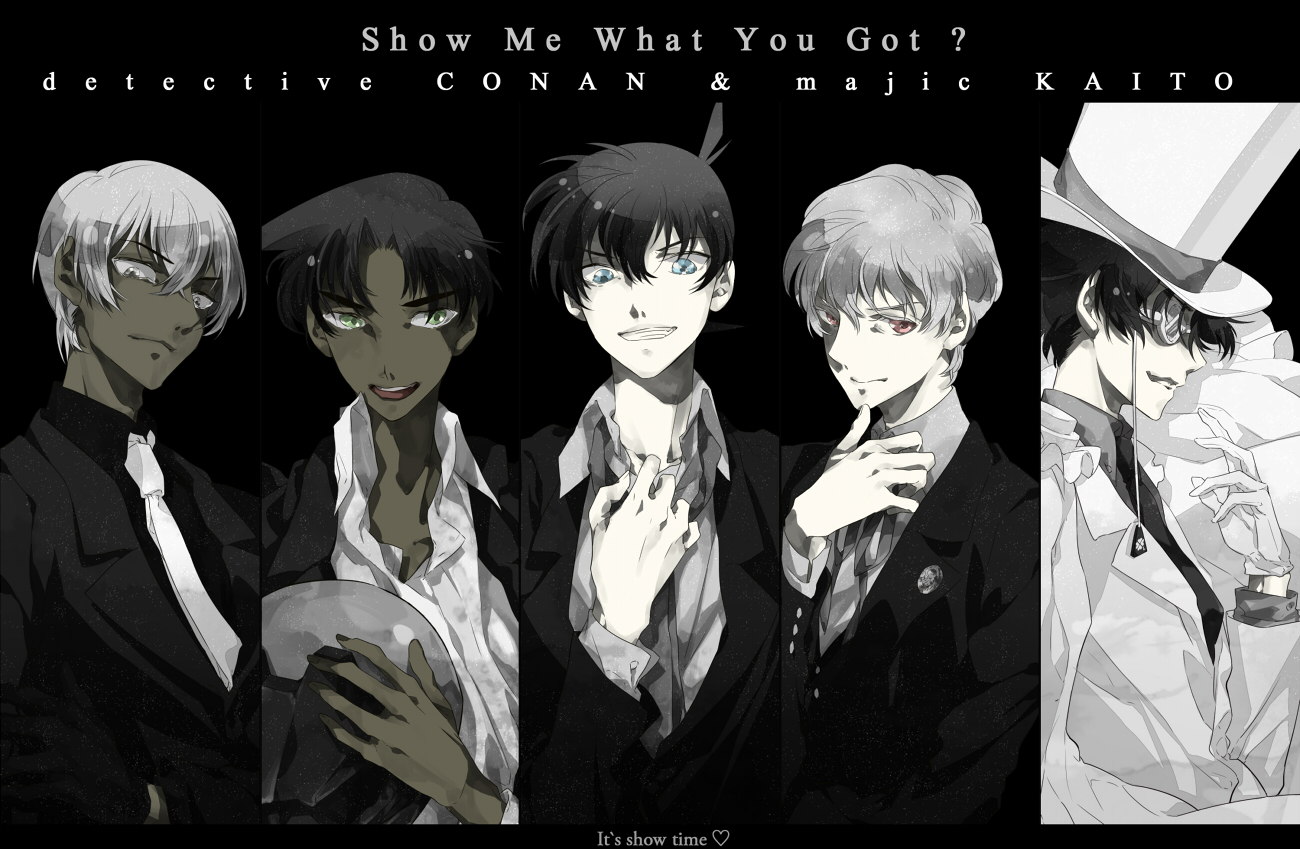 Show Me What You Got ?
detective CONAN & majic KAITO
It`s show time ♡